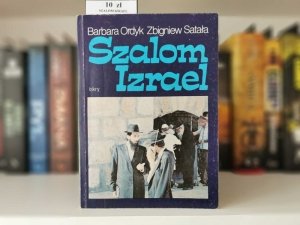 10 zł
Barbara Ordyk Zbigniew Satała
Szalom
Izrael
iskry